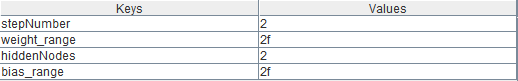 Keys Values
stepNumber 2
weight_range 2f
hiddenNodes 2
bias_range 2f